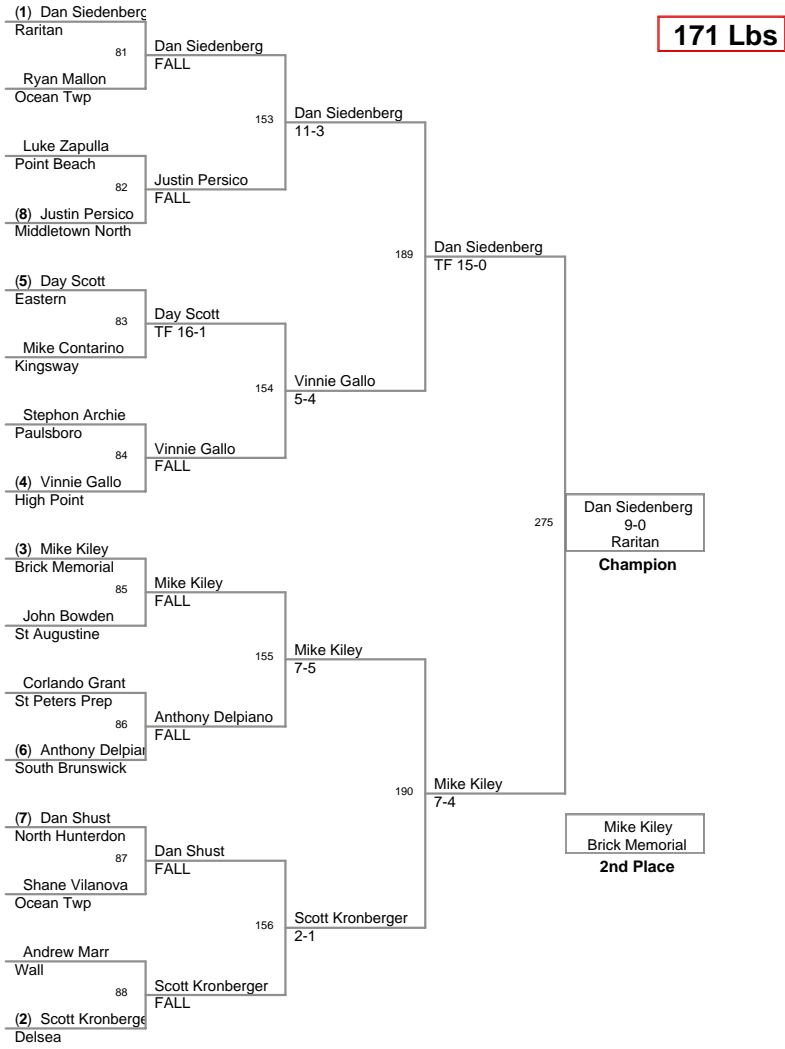 171 Lbs
(1) Dan Siedenberg
Raritan
81
Ryan Mallon
Ocean Twp
Luke Zapulla
Point Beach
82
(8) Justin Persico
Middletown North
(5) Day Scott
Eastern
83
Mike Contarino
Kingsway
Stephon Archie
Paulsboro
84
(4) Vinnie Gallo
High Point
(3) Mike Kiley
Brick Memorial
85
John Bowden
St Augustine
Corlando Grant
St Peters Prep
86
(6) Anthony Delpiar
South Brunswick
(7) Dan Shust
North Hunterdon
87
Shane Vilanova
Ocean Twp
Andrew Marr
Wall
88
(2) Scott Kronberge
Delsea
Dan Siedenberg
FALL
153
Justin Persico
FALL
Day Scott
TF 16-1
154
Vinnie Gallo
FALL
Mike Kiley
FALL
155
Anthony Delpiano
FALL
Dan Shust
FALL
156
Scott Kronberger
FALL
Dan Siedenberg
11-3
189
Vinnie Gallo
5-4
Mike Kiley
7-5
190
Scott Kronberger
2-1
Dan Siedenberg
TF 15-0
275
Mike Kiley
7-4
Dan Siedenberg
9-0
Raritan
Champion
Mike Kiley
Brick Memorial
2nd Place